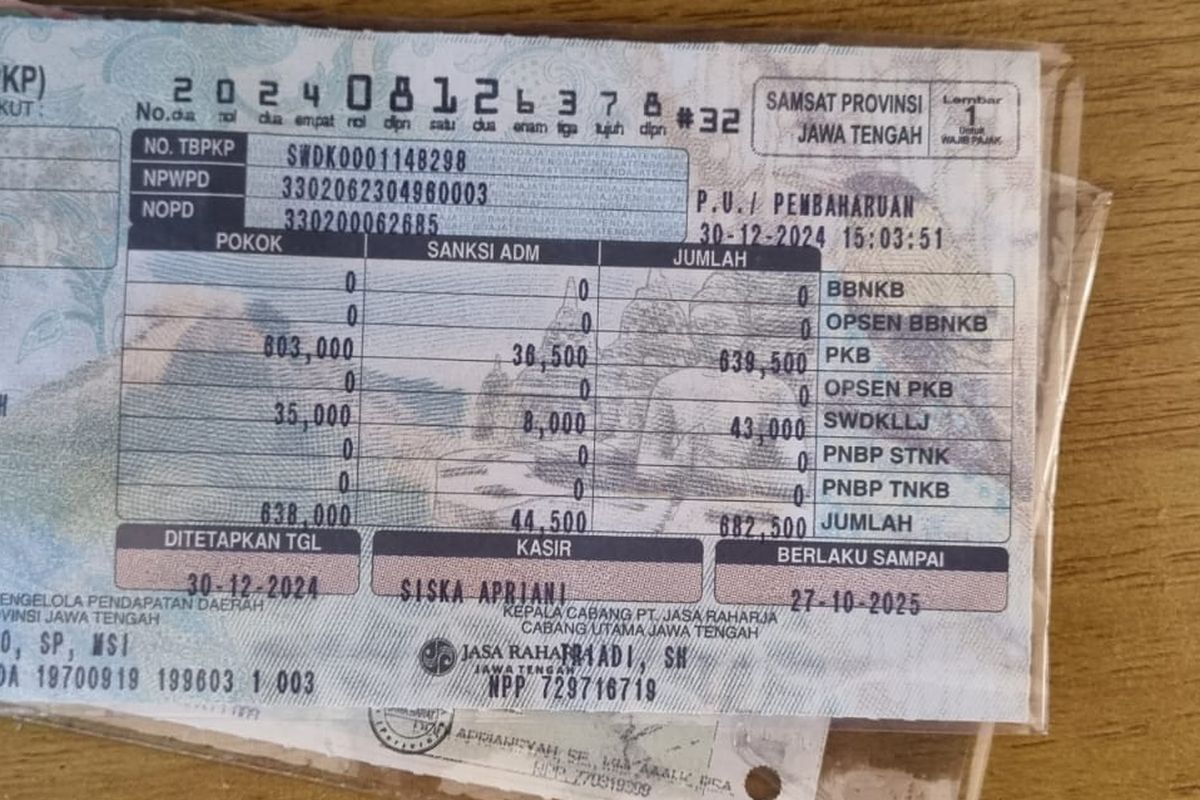 PKP)
KUT :
No. 2 0 2 4 0 8 1 2 6 3 7 8 #32
dua nol dua empat nol dlpn satu dua enam tiga tujuh dlpn
SAMSAT PROVINSI
JAWA TENGAH
Lembar
1
Untuk
WAJIB PAJAK
NO. TBPKP SWDK0001148298
NPWPD 3302062304960003
NOPD 330200062685
P.U./ PEMBAHARUAN
30-12-2024 15:03:51
POKOK SANKSI ADM JUMLAH
0 0 0 BBNKB
0 0 0 OPSEN BBNKB
603,000 36,500 639,500 PKB
0 0 0 OPSEN PKB
35,000 8,000 43,000 SWDKLLJ
0 0 0 PNBP STNK
0 0 0 PNBP TNKB
638,000 44,500 682,500 JUMLAH
DITETAPKAN TGL KASIR BERLAKU SAMPAI
30-12-2024 SISKA APRIANI 27-10-2025
ENGELOLA PENDAPATAN DAERAH
VINSI JAWA TENGAH
KEPALA CABANG PT. JASA RAHARJA
CABANG UTAMA JAWA TENGAH
O, SP, MSI
JASA RAHA
TRIADI, SH
JAWA TENGAH
DA 19700919 199603 1 003
NPP 729716719